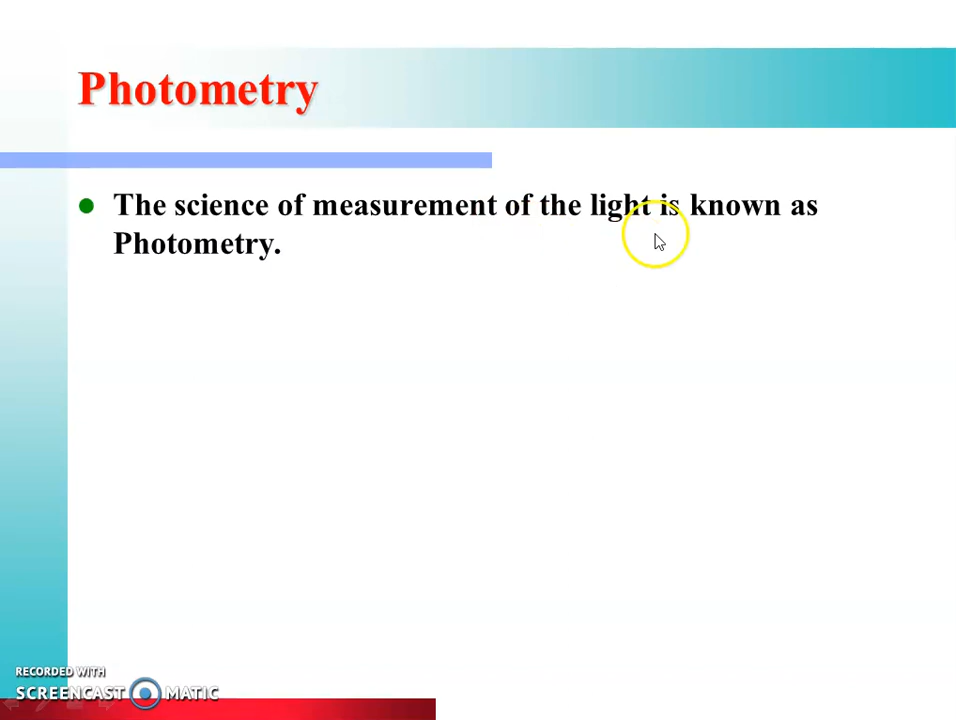 Photometry
The science of measurement of the light is known as
Photometry.
RECORDED WITH
SCREENCAST MATIC